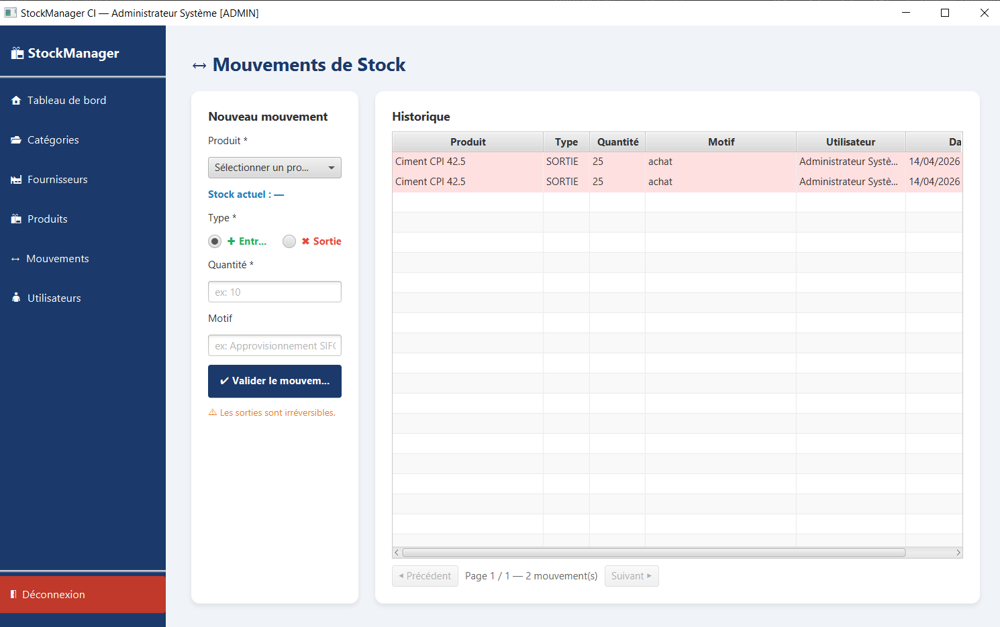 StockManager CI — Administrateur Système [ADMIN]
StockManager
Tableau de bord
Catégories
Fournisseurs
Produits
↔ Mouvements
Utilisateurs
Déconnexion
↔ Mouvements de Stock
Nouveau mouvement
Produit *
Sélectionner un pro...
Stock actuel : —
Type *
✚ Entr... ✖ Sortie
Quantité *
ex: 10
Motif
ex: Approvisionnement SIFC
✔ Valider le mouvem...
⚠ Les sorties sont irréversibles.
Historique
Produit Type Quantité Motif Utilisateur Da
Ciment CPI 42.5 SORTIE 25 achat Administrateur Systè... 14/04/2026
Ciment CPI 42.5 SORTIE 25 achat Administrateur Systè... 14/04/2026
◂ Précédent Page 1 / 1 — 2 mouvement(s) Suivant ▸